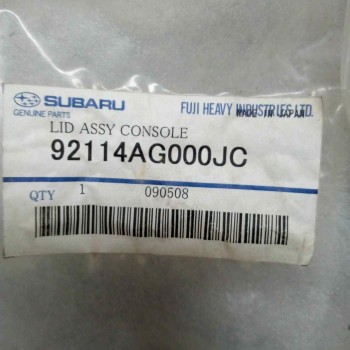 SUBARU
GENUINE PARTS
FUJI HEAVY INDUSTRIES LTD.
MADE IN JAPAN
LID ASSY CONSOLE
92114AG000JC
QTY 1 090508